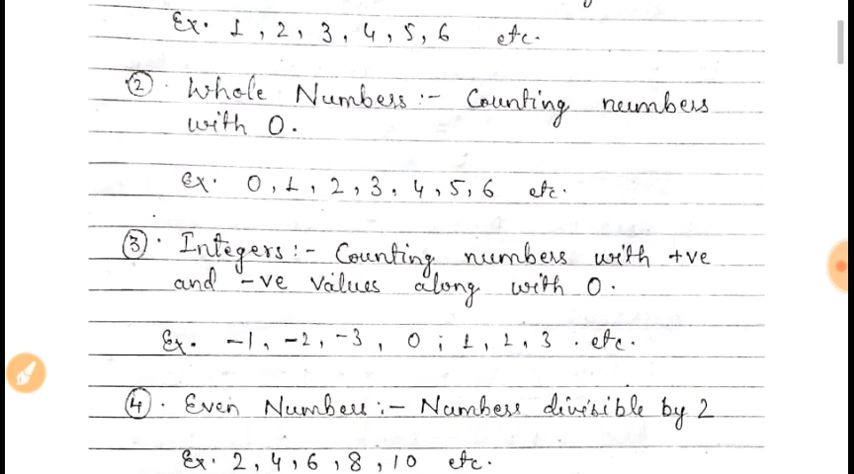 Ex. 1, 2, 3, 4, 5, 6 etc.
② . Whole Numbers :- Counting numbers
with 0.
Ex. 0, 1, 2, 3, 4, 5, 6 etc.
③ . Integers :- Counting numbers with +ve
and -ve values along with 0.
Ex. -1, -2, -3, 0, 1, 2, 3. etc.
④ . Even Numbers :- Numbers divisible by 2
Ex. 2, 4, 6, 8, 10 etc.